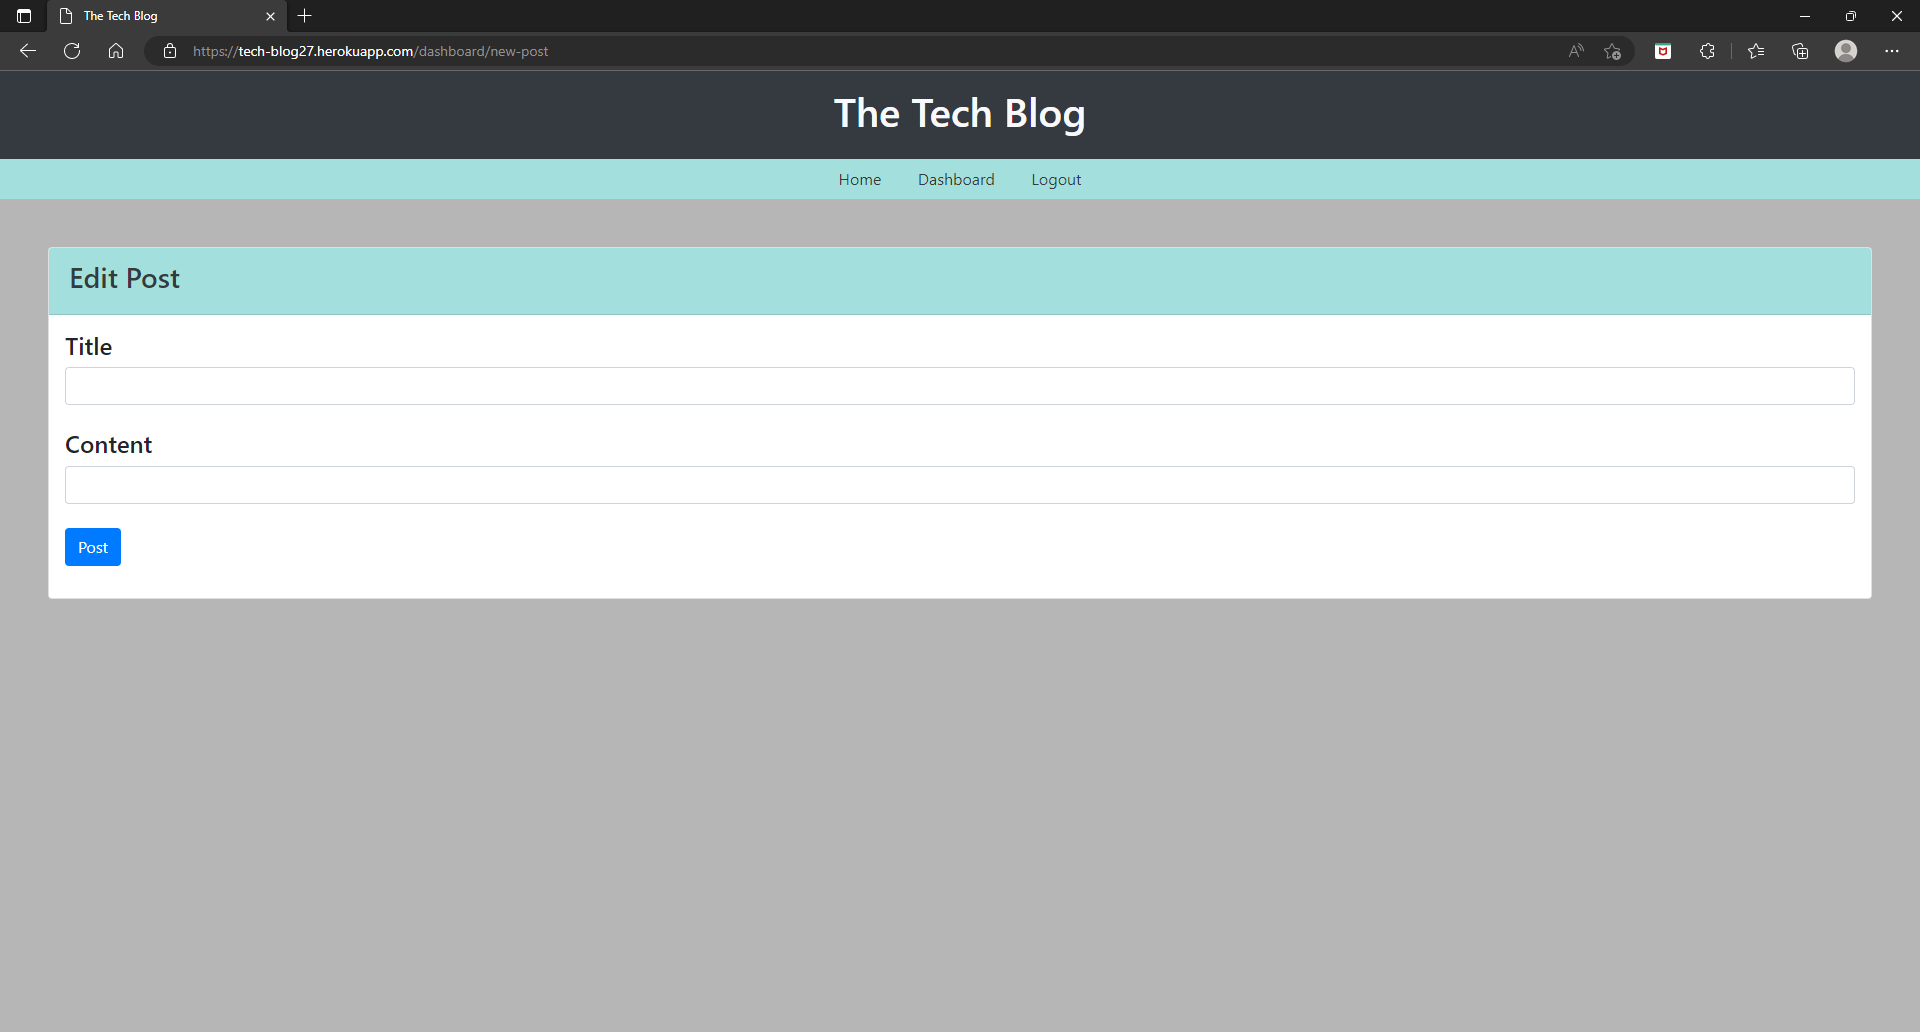 The Tech Blog
https://tech-blog27.herokuapp.com/dashboard/new-post
The Tech Blog
Home Dashboard Logout
Edit Post
Title
Content
Post